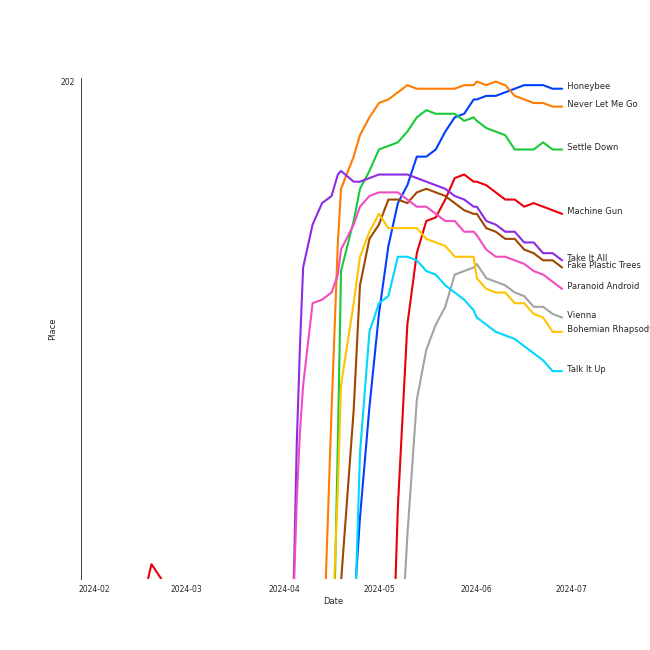 202
Honeybee
Never Let Me Go
Settle Down
Machine Gun
Take It All
Fake Plastic Trees
Paranoid Android
Vienna
Bohemian Rhapsod
Talk It Up
Place
2024-02 2024-03 2024-04 2024-05 2024-06 2024-07
Date